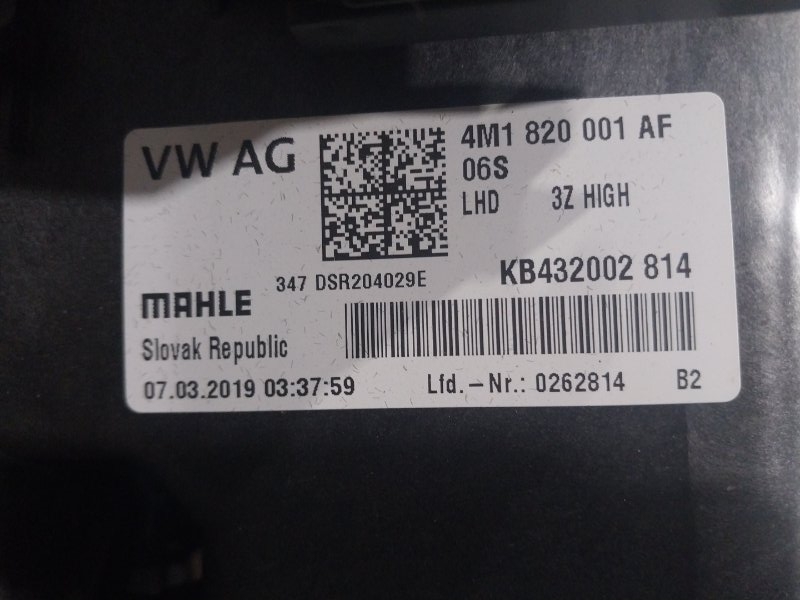 VW AG
4M1 820 001 AF
06S
LHD 3Z HIGH
347 DSR204029E
KB432002 814
MAHLE
Slovak Republic
07.03.2019 03:37:59
Lfd.-Nr.: 0262814 B2